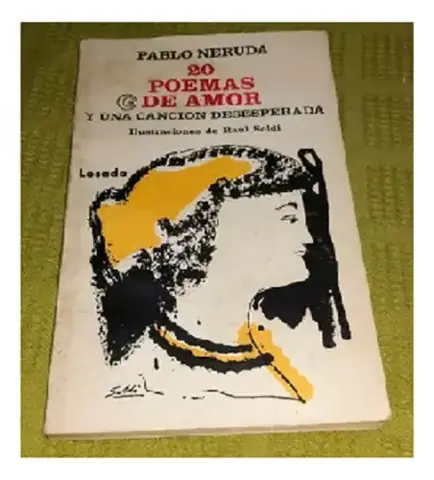 PABLO NERUDA
20
POEMAS
DE AMOR
Y UNA CANCION DESESPERADA
Ilustraciones de Raul Soldi
Losada
Soldi